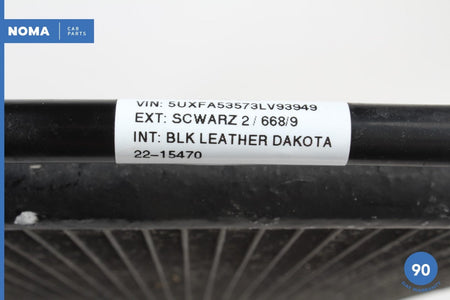 NOMA CAR PARTS
VIN: 5UXFA53573LV93949
EXT: SCWARZ 2 / 668/9
INT: BLK LEATHER DAKOTA
22-15470
90